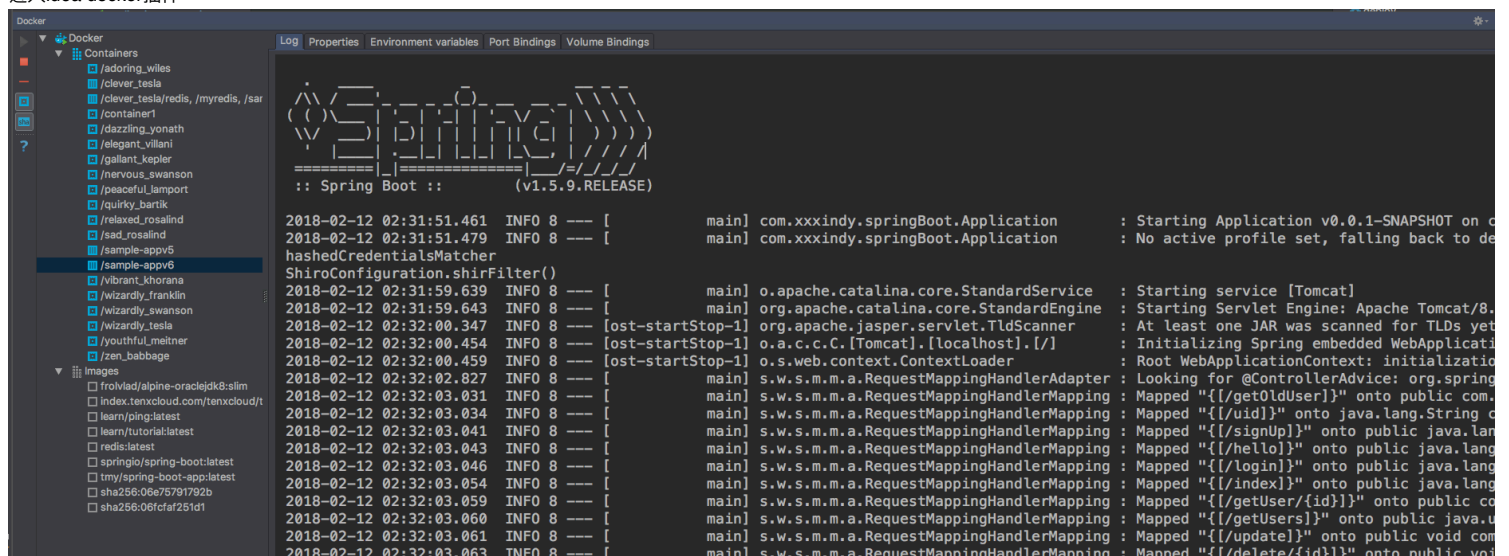 Docker
Docker
Containers
/adoring_wiles
/clever_tesla
/clever_tesla/redis, /myredis, /sar
/container1
/dazzling_yonath
/elegant_villani
/gallant_kepler
/nervous_swanson
/peaceful_lamport
/quirky_bartik
/relaxed_rosalind
/sad_rosalind
/sample-appv5
/sample-appv6
/vibrant_khorana
/wizardly_franklin
/wizardly_swanson
/wizardly_tesla
/youthful_meitner
/zen_babbage
Images
frolvlad/alpine-oraclejdk8:slim
index.tenxcloud.com/tenxcloud/t
learn/ping:latest
learn/tutorial:latest
redis:latest
springio/spring-boot:latest
tmy/spring-boot-app:latest
sha256:06e75791792b
sha256:06fcfaf251d1
Log Properties Environment variables Port Bindings Volume Bindings
Spring
:: Spring Boot :: (v1.5.9.RELEASE)
2018-02-12 02:31:51.461 INFO 8 --- [ main] com.xxxindy.springBoot.Application : Starting Application v0.0.1-SNAPSHOT on c
2018-02-12 02:31:51.479 INFO 8 --- [ main] com.xxxindy.springBoot.Application : No active profile set, falling back to de
hashedCredentialsMatcher
ShiroConfiguration.shirFilter()
2018-02-12 02:31:59.639 INFO 8 --- [ main] o.apache.catalina.core.StandardService : Starting service [Tomcat]
2018-02-12 02:31:59.643 INFO 8 --- [ main] org.apache.catalina.core.StandardEngine : Starting Servlet Engine: Apache Tomcat/8.
2018-02-12 02:32:00.347 INFO 8 --- [ost-startStop-1] org.apache.jasper.servlet.TldScanner : At least one JAR was scanned for TLDs yet
2018-02-12 02:32:00.454 INFO 8 --- [ost-startStop-1] o.a.c.c.C.[Tomcat].[localhost].[/] : Initializing Spring embedded WebApplicati
2018-02-12 02:32:00.459 INFO 8 --- [ost-startStop-1] o.s.web.context.ContextLoader : Root WebApplicationContext: initializatio
2018-02-12 02:32:02.827 INFO 8 --- [ main] s.w.s.m.m.a.RequestMappingHandlerAdapter : Looking for @ControllerAdvice: org.spring
2018-02-12 02:32:03.031 INFO 8 --- [ main] s.w.s.m.m.a.RequestMappingHandlerMapping : Mapped "{[/getOldUser]}" onto public com.
2018-02-12 02:32:03.034 INFO 8 --- [ main] s.w.s.m.m.a.RequestMappingHandlerMapping : Mapped "{[/uid]}" onto java.lang.String c
2018-02-12 02:32:03.041 INFO 8 --- [ main] s.w.s.m.m.a.RequestMappingHandlerMapping : Mapped "{[/signUp]}" onto public java.lan
2018-02-12 02:32:03.043 INFO 8 --- [ main] s.w.s.m.m.a.RequestMappingHandlerMapping : Mapped "{[/hello]}" onto public java.lang
2018-02-12 02:32:03.046 INFO 8 --- [ main] s.w.s.m.m.a.RequestMappingHandlerMapping : Mapped "{[/login]}" onto public java.lang
2018-02-12 02:32:03.054 INFO 8 --- [ main] s.w.s.m.m.a.RequestMappingHandlerMapping : Mapped "{[/index]}" onto public java.lang
2018-02-12 02:32:03.059 INFO 8 --- [ main] s.w.s.m.m.a.RequestMappingHandlerMapping : Mapped "{[/getUser/{id}]}" onto public co
2018-02-12 02:32:03.060 INFO 8 --- [ main] s.w.s.m.m.a.RequestMappingHandlerMapping : Mapped "{[/getUsers]}" onto public java.u
2018-02-12 02:32:03.061 INFO 8 --- [ main] s.w.s.m.m.a.RequestMappingHandlerMapping : Mapped "{[/update]}" onto public void com
2018-02-12 02:32:03.063 INFO 8 --- [ main] s.w.s.m.m.a.RequestMappingHandlerMapping : Mapped "{[/delete/{id}]}" onto public voi